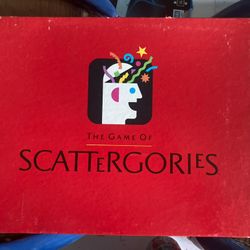 THE GAME OF
SCATTERGORIES